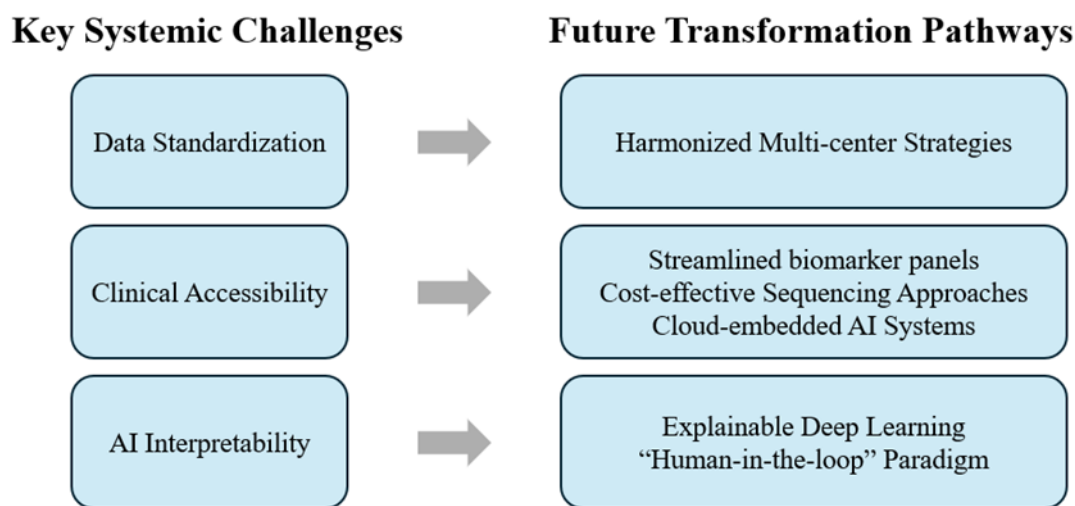 Key Systemic Challenges
Future Transformation Pathways
Data Standardization
Harmonized Multi-center Strategies
Clinical Accessibility
Streamlined biomarker panels
Cost-effective Sequencing Approaches
Cloud-embedded AI Systems
AI Interpretability
Explainable Deep Learning
“Human-in-the-loop” Paradigm